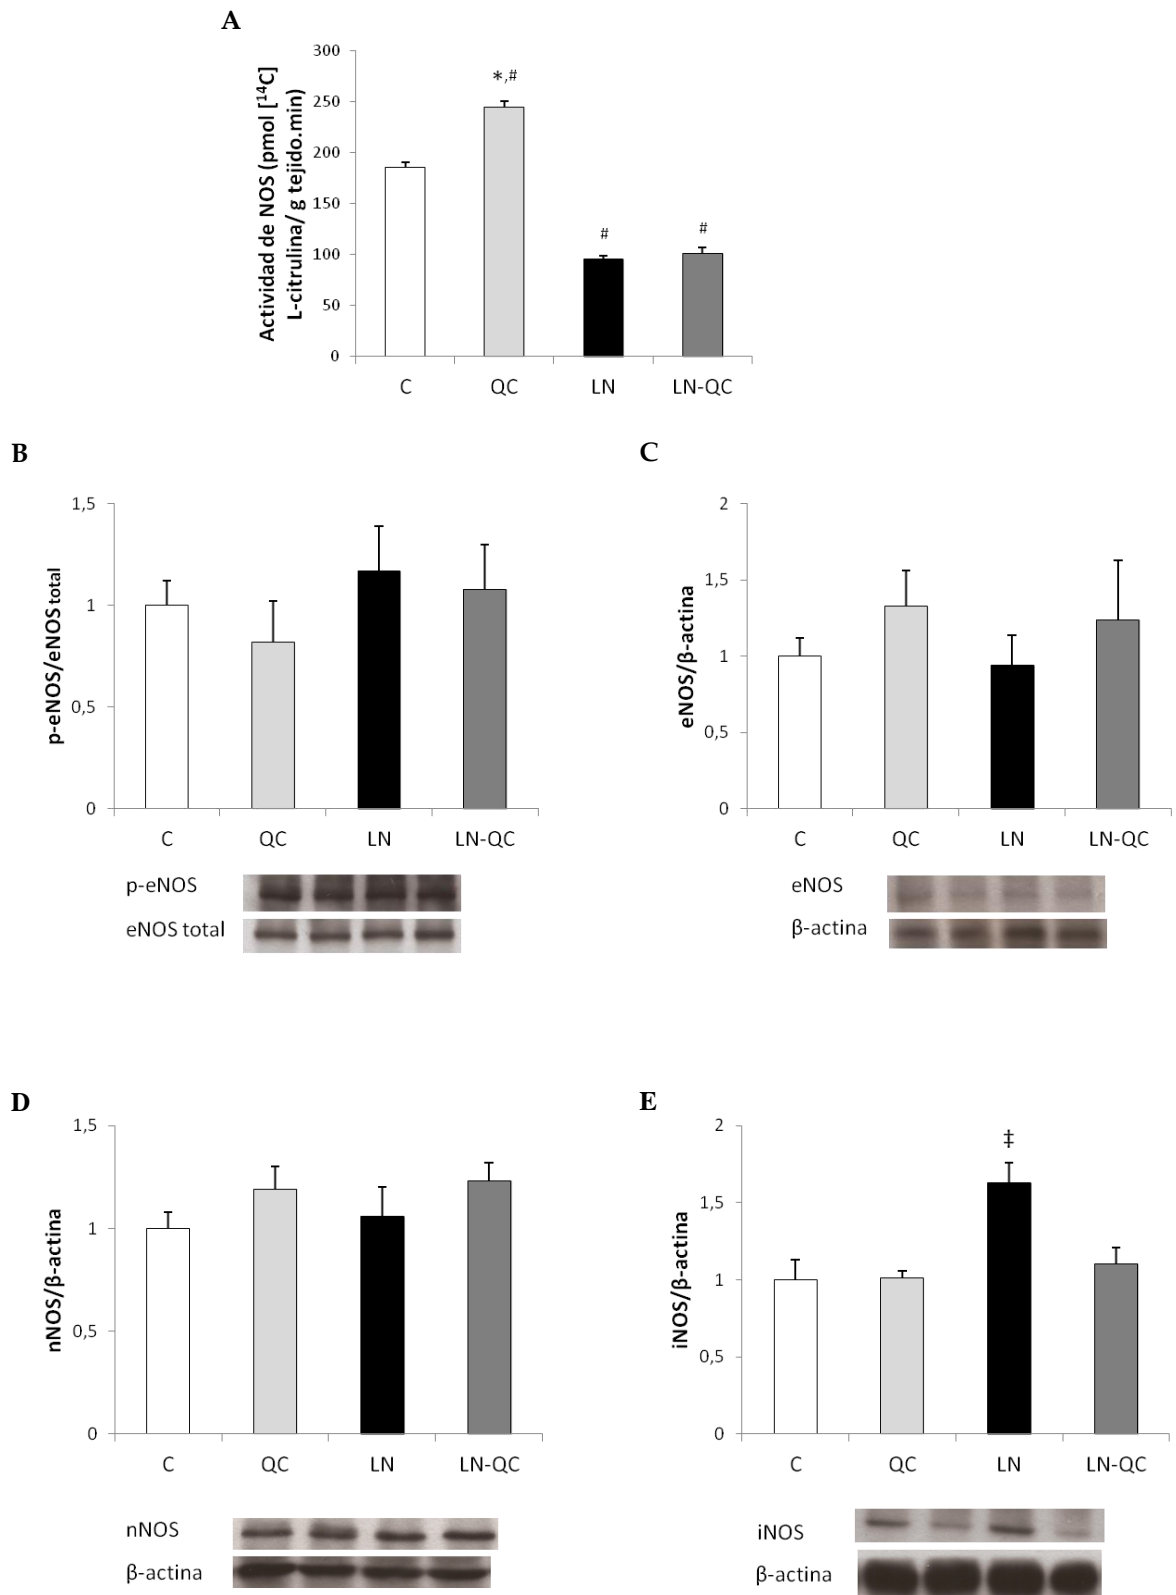 A
Actividad de NOS (pmol [14C]
L-citrulina/ g tejido.min)
300
250
200
150
100
50
0
*,#
#
#
C QC LN LN-QC
B
p-eNOS/eNOS total
1,5
1
0,5
0
C QC LN LN-QC
p-eNOS
eNOS total
C
eNOS/β-actina
2
1,5
1
0,5
0
C QC LN LN-QC
eNOS
β-actina
D
nNOS/β-actina
1,5
1
0,5
0
C QC LN LN-QC
nNOS
β-actina
E
iNOS/β-actina
2
1,5
1
0,5
0
‡
C QC LN LN-QC
iNOS
β-actina